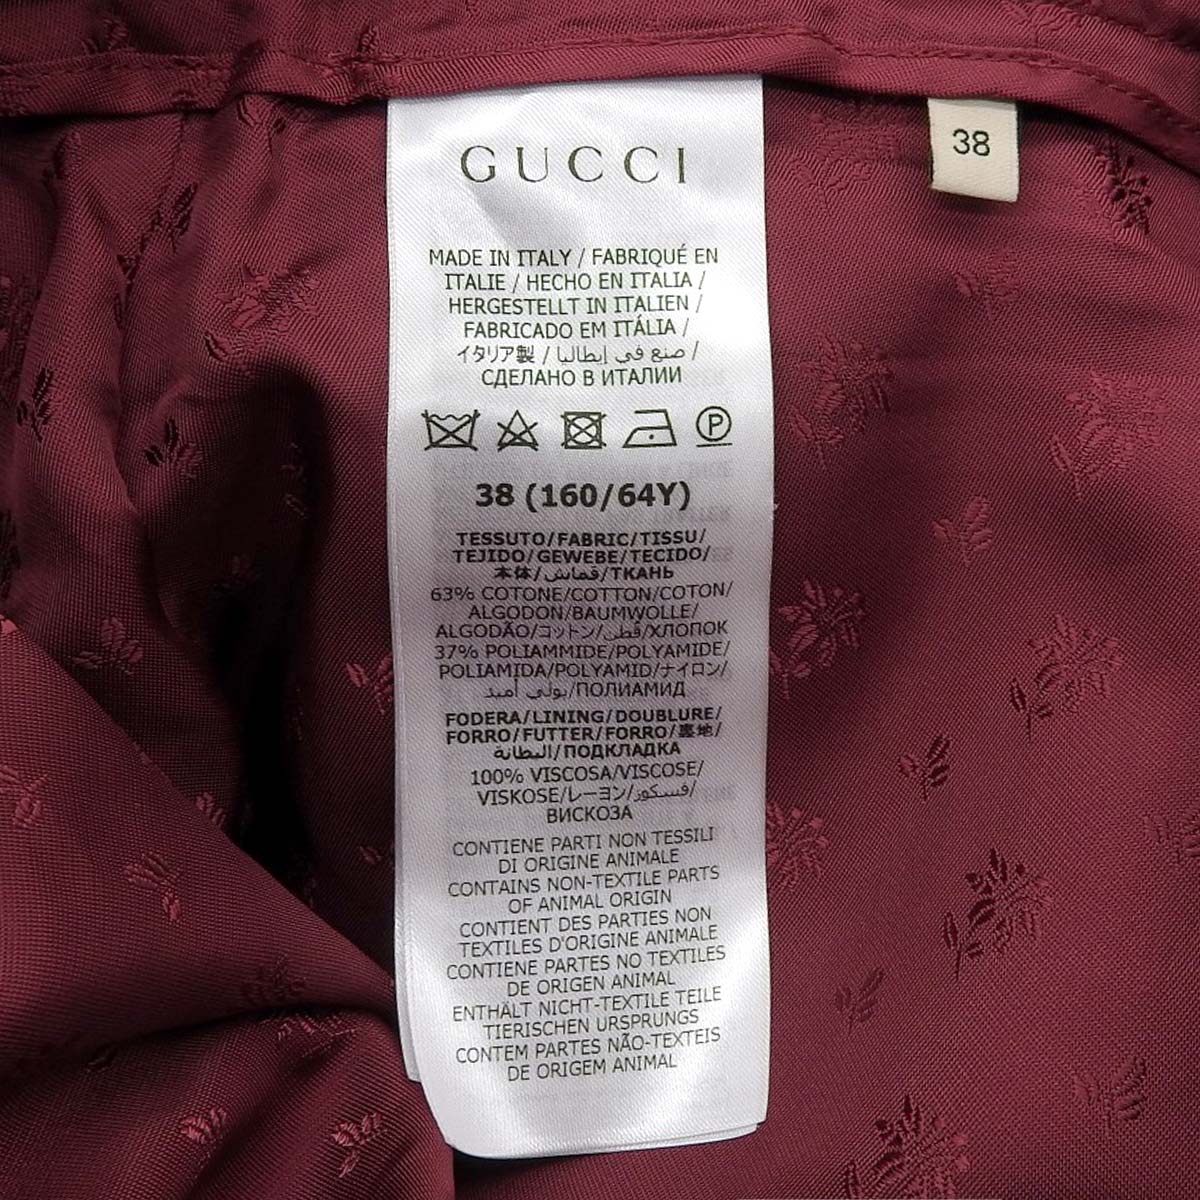 GUCCI
38
MADE IN ITALY / FABRIQUÉ EN
ITALIE / HECHO EN ITALIA /
HERGESTELLT IN ITALIEN /
FABRICADO EM ITÁLIA /
イタリア製 / صنع في إيطاليا /
СДЕЛАНО В ИТАЛИИ
P
38 (160/64Y)
TESSUTO/FABRIC/TISSU/
TEJIDO/GEWEBE/TECIDO/
本体/قماش/ТКАНЬ
63% COTONE/COTTON/COTON/
ALGODON/BAUMWOLLE/
ALGODÃO/コットン/قطن/ХЛОПОК
37% POLIAMMIDE/POLYAMIDE/
POLIAMIDA/POLYAMID/ナイロン/
بولي أميد/ПОЛИАМИД
FODERA/LINING/DOUBLURE/
FORRO/FUTTER/FORRO/裏地/
البطانة/ПОДКЛАДКА
100% VISCOSA/VISCOSE/
VISKOSE/レーヨン/فسكوز/
ВИСКОЗА
CONTIENE PARTI NON TESSILI
DI ORIGINE ANIMALE
CONTAINS NON-TEXTILE PARTS
OF ANIMAL ORIGIN
CONTIENT DES PARTIES NON
TEXTILES D'ORIGINE ANIMALE
CONTIENE PARTES NO TEXTILES
DE ORIGEN ANIMAL
ENTHÄLT NICHT-TEXTILE TEILE
TIERISCHEN URSPRUNGS
CONTEM PARTES NÃO-TEXTEIS
DE ORIGEM ANIMAL